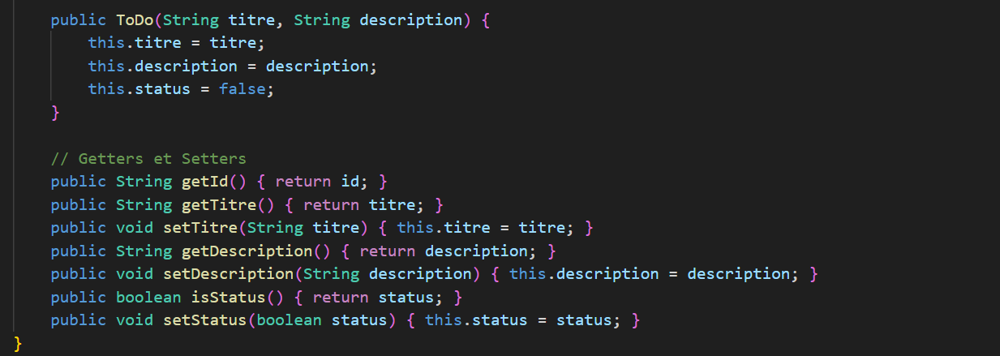 public ToDo(String titre, String description) {
this.titre = titre;
this.description = description;
this.status = false;
}
// Getters et Setters
public String getId() { return id; }
public String getTitre() { return titre; }
public void setTitre(String titre) { this.titre = titre; }
public String getDescription() { return description; }
public void setDescription(String description) { this.description = description; }
public boolean isStatus() { return status; }
public void setStatus(boolean status) { this.status = status; }
}